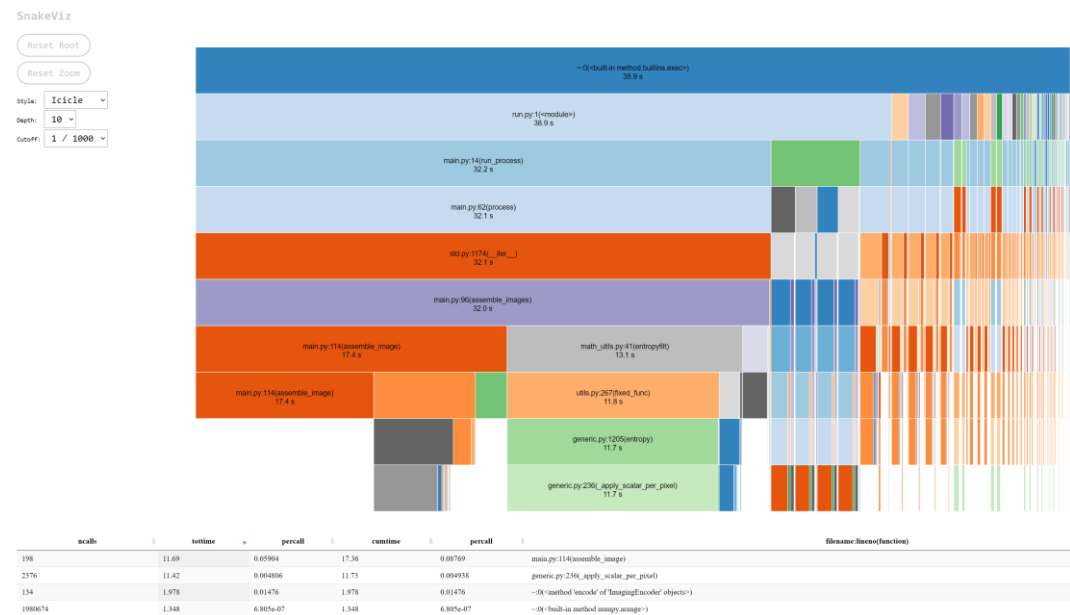 SnakeViz
Reset Root
Reset Zoom
Style: Icicle
Depth: 10
Cutoff: 1 / 1000
~:0(<built-in method builtins.exec>)
38.9 s
run.py:1(<module>)
38.9 s
main.py:14(run_process)
32.2 s
main.py:62(process)
32.1 s
std.py:1174(__iter__)
32.1 s
main.py:96(assemble_images)
32.0 s
main.py:114(assemble_image)
17.4 s
math_utils.py:41(entropyfilt)
13.1 s
main.py:114(assemble_image)
17.4 s
utils.py:267(fixed_func)
11.8 s
generic.py:1205(entropy)
11.7 s
generic.py:236(_apply_scalar_per_pixel)
11.7 s
ncalls tottime percall cumtime percall filename:lineno(function)
198 11.69 0.05904 17.36 0.08769 main.py:114(assemble_image)
2376 11.42 0.004806 11.73 0.004938 generic.py:236(_apply_scalar_per_pixel)
134 1.978 0.01476 1.978 0.01476 ~:0(<method 'encode' of 'ImagingEncoder' objects>)
1980674 1.348 6.805e-07 1.348 6.805e-07 ~:0(<built-in method numpy.arange>)